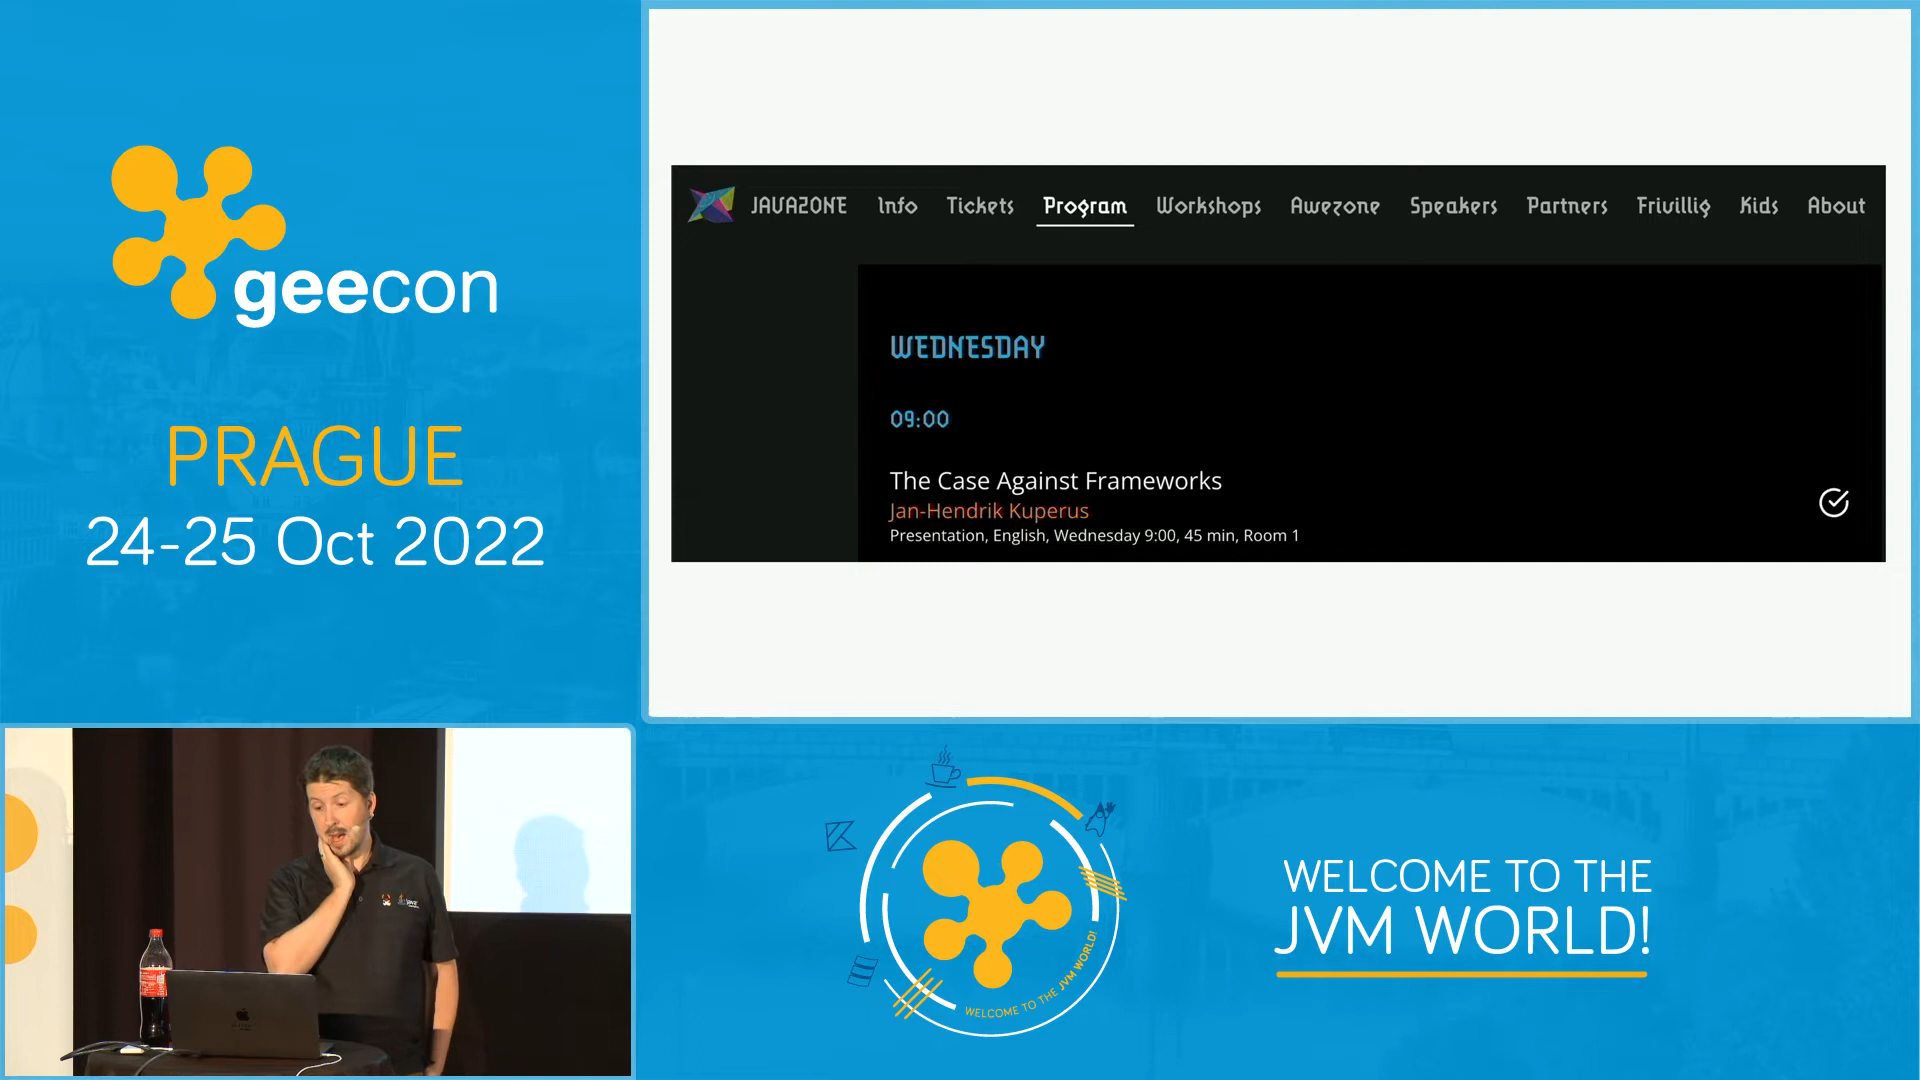 geecon
PRAGUE
24-25 Oct 2022
JAVAZONE Info Tickets Program Workshops Awezone Speakers Partners Frivillig Kids About
WEDNESDAY
09:00
The Case Against Frameworks
Jan-Hendrik Kuperus
Presentation, English, Wednesday 9:00, 45 min, Room 1
WELCOME TO THE JVM WORLD!
WELCOME TO THE
JVM WORLD!